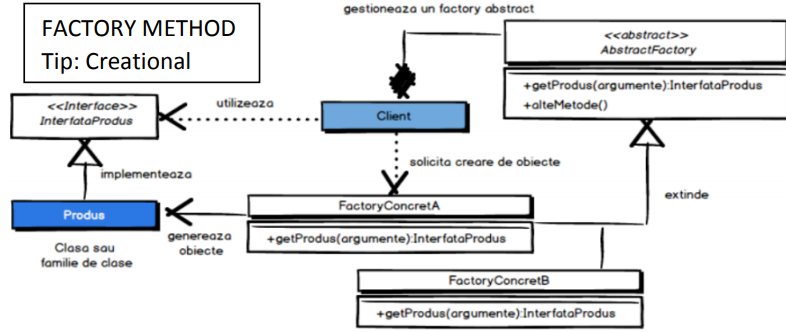 gestioneaza un factory abstract
FACTORY METHOD
Tip: Creational
<<abstract>>
AbstractFactory
+getProdus(argumente):InterfataProdus
+alteMetode()
<<Interface>>
InterfataProdus
utilizeaza
Client
solicita creare de obiecte
implementeaza
extinde
Produs
FactoryConcretA
+getProdus(argumente):InterfataProdus
genereaza
obiecte
Clasa sau
familie de clase
FactoryConcretB
+getProdus(argumente):InterfataProdus